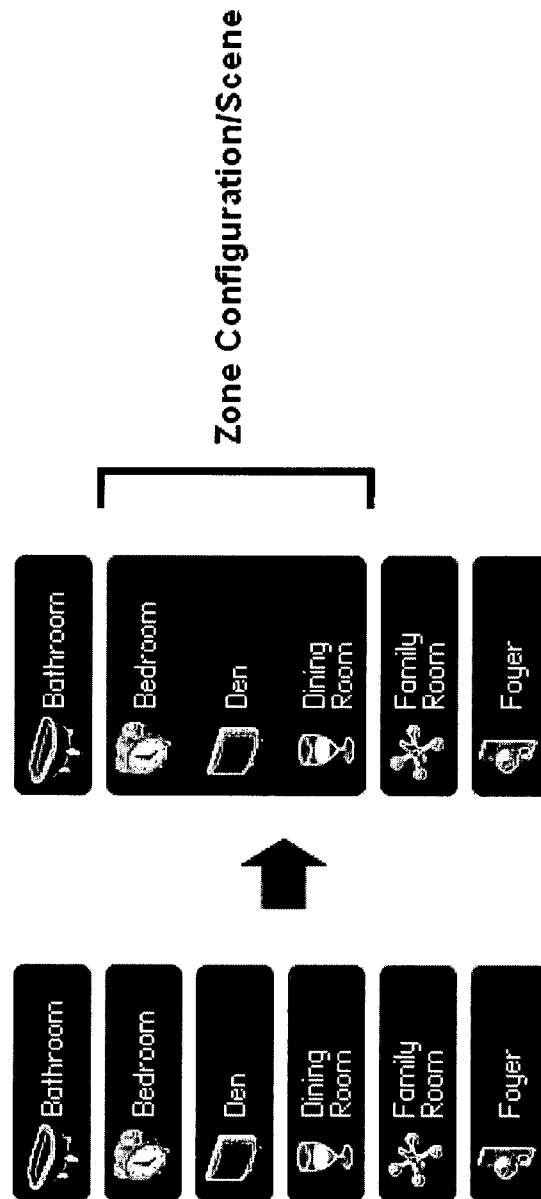 Bathroom
Bedroom
Den
Dining
Room
Family
Room
Foyer
Bathroom
Bedroom
Den
Dining
Room
Family
Room
Foyer
Zone Configuration/Scene